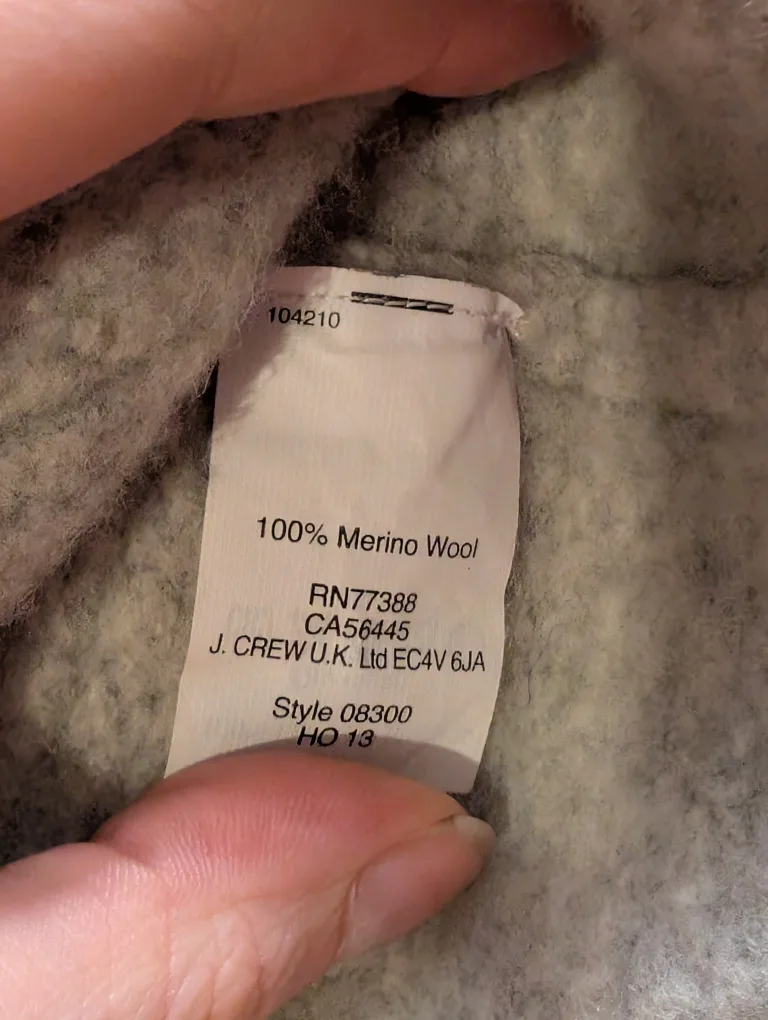 104210
100% Merino Wool
RN77388
CA56445
J. CREW U.K. Ltd EC4V 6JA
Style 08300
HO 13